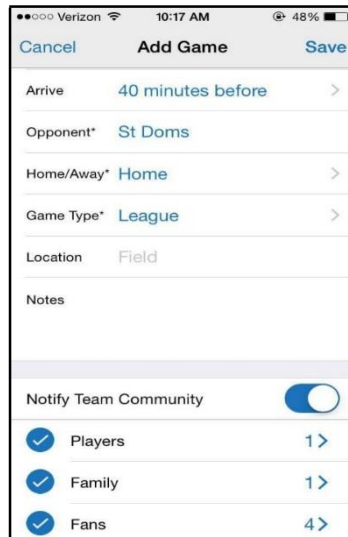 Verizon 10:17 AM 48%
Cancel Add Game Save
Arrive 40 minutes before
Opponent* St Doms
Home/Away* Home
Game Type* League
Location Field
Notes
Notify Team Community
Players 1
Family 1
Fans 4